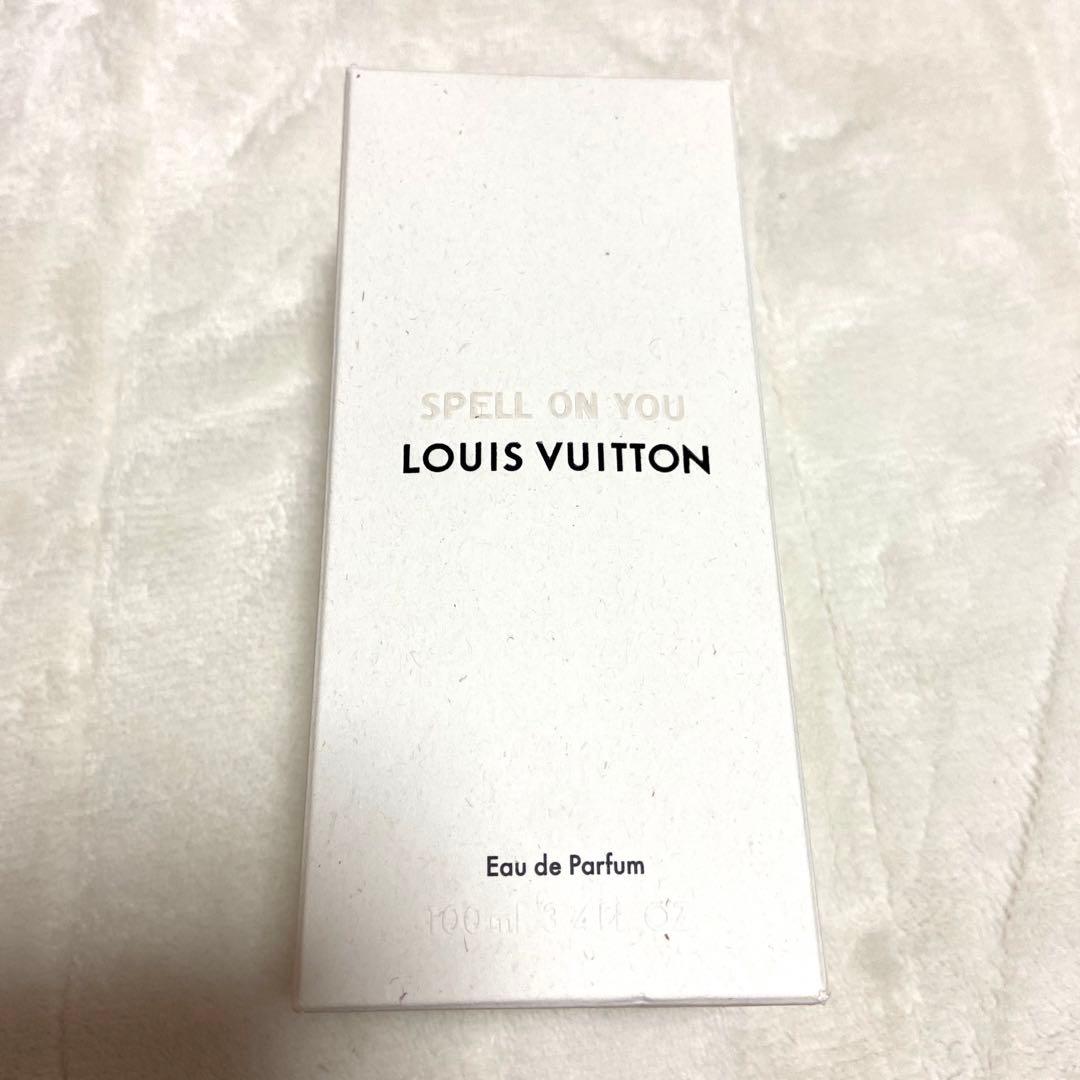 SPELL ON YOU
LOUIS VUITTON
Eau de Parfum
100ml 3.4 fl. OZ